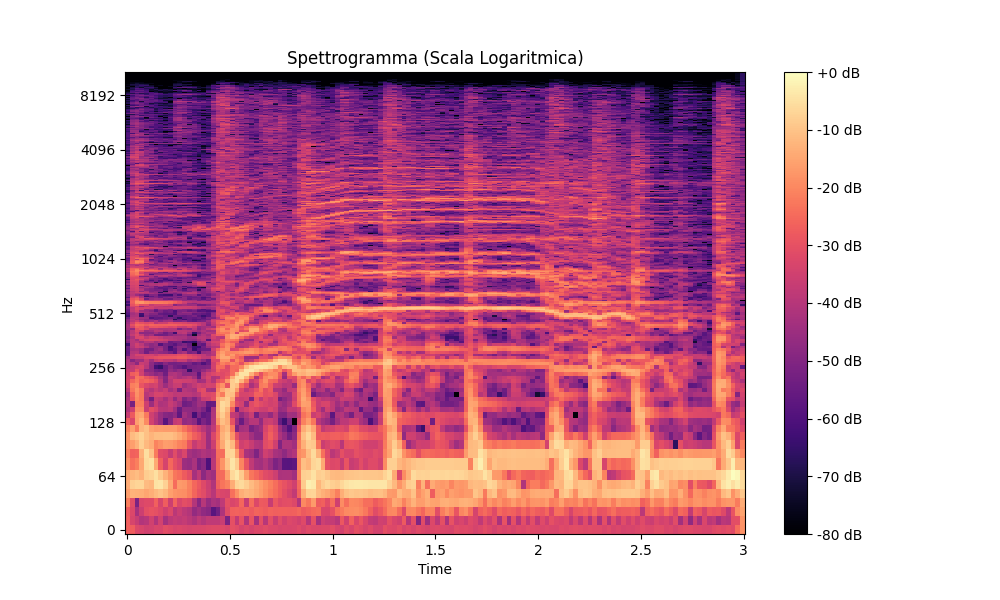 Spettrogramma (Scala Logaritmica)
Hz
8192
4096
2048
1024
512
256
128
64
0
0
0.5
1
1.5
2
2.5
3
Time
+0 dB
-10 dB
-20 dB
-30 dB
-40 dB
-50 dB
-60 dB
-70 dB
-80 dB